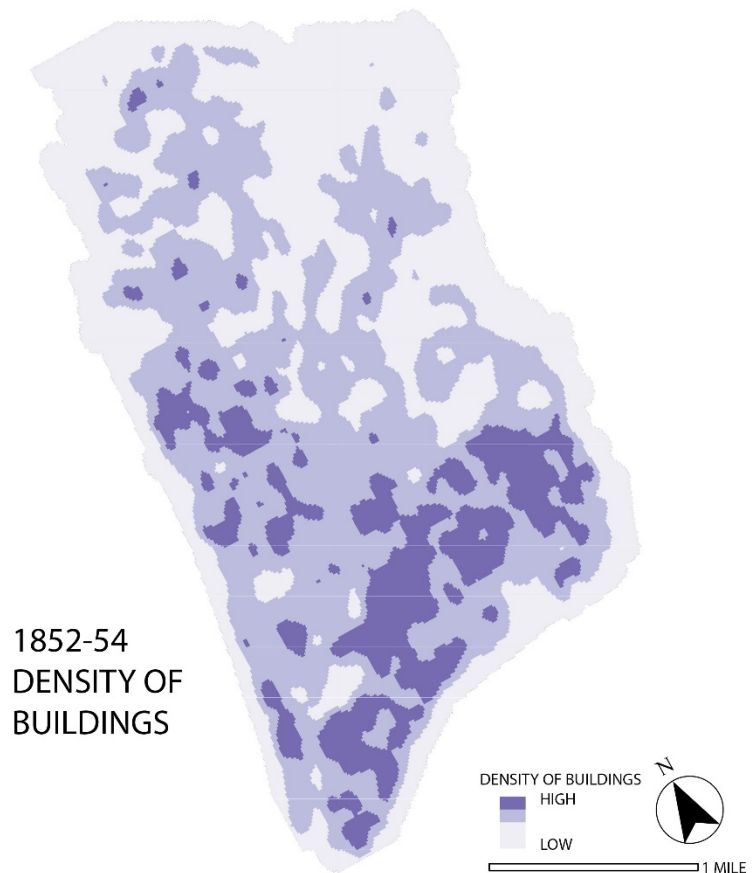 1852-54
DENSITY OF
BUILDINGS
DENSITY OF BUILDINGS
HIGH
LOW
N
1 MILE